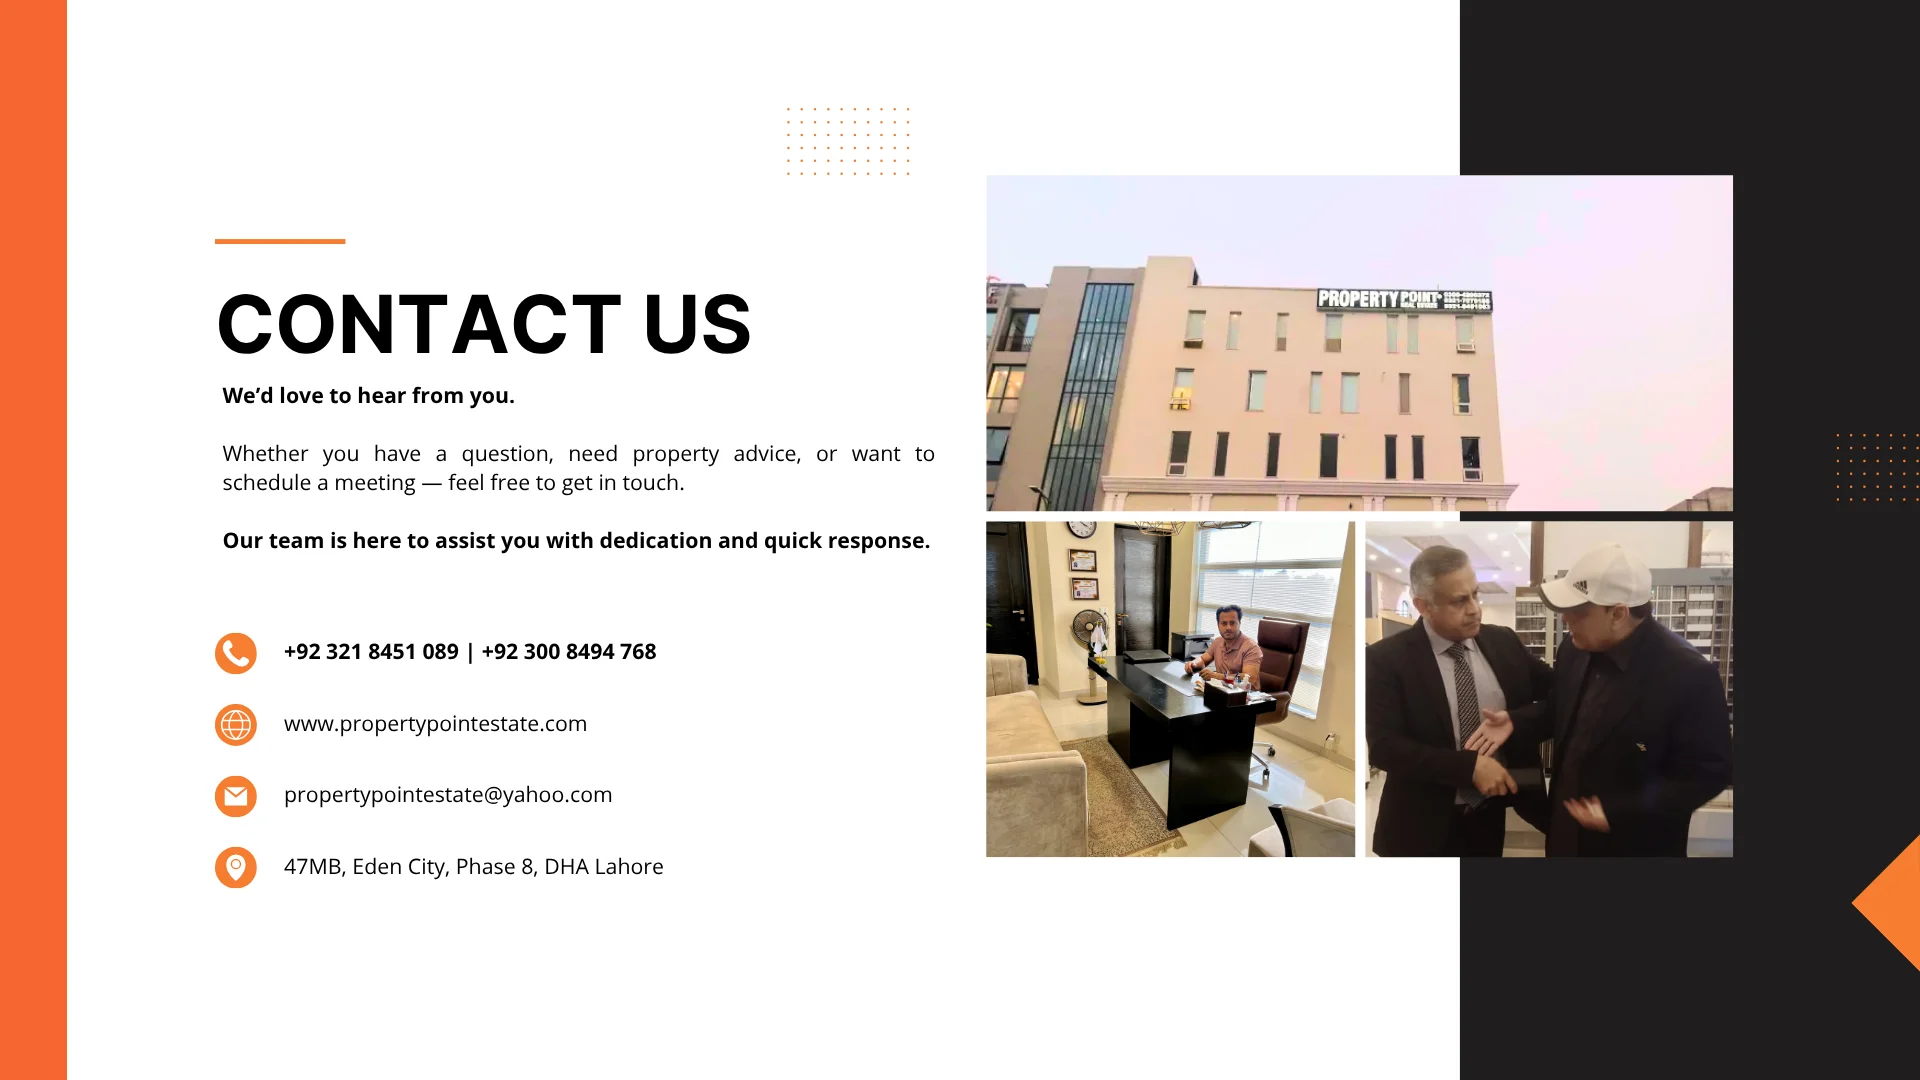 CONTACT US
We’d love to hear from you.
Whether you have a question, need property advice, or want to
schedule a meeting — feel free to get in touch.
Our team is here to assist you with dedication and quick response.
+92 321 8451 089 | +92 300 8494 768
www.propertypointestate.com
propertypointestate@yahoo.com
47MB, Eden City, Phase 8, DHA Lahore
PROPERTY POINT